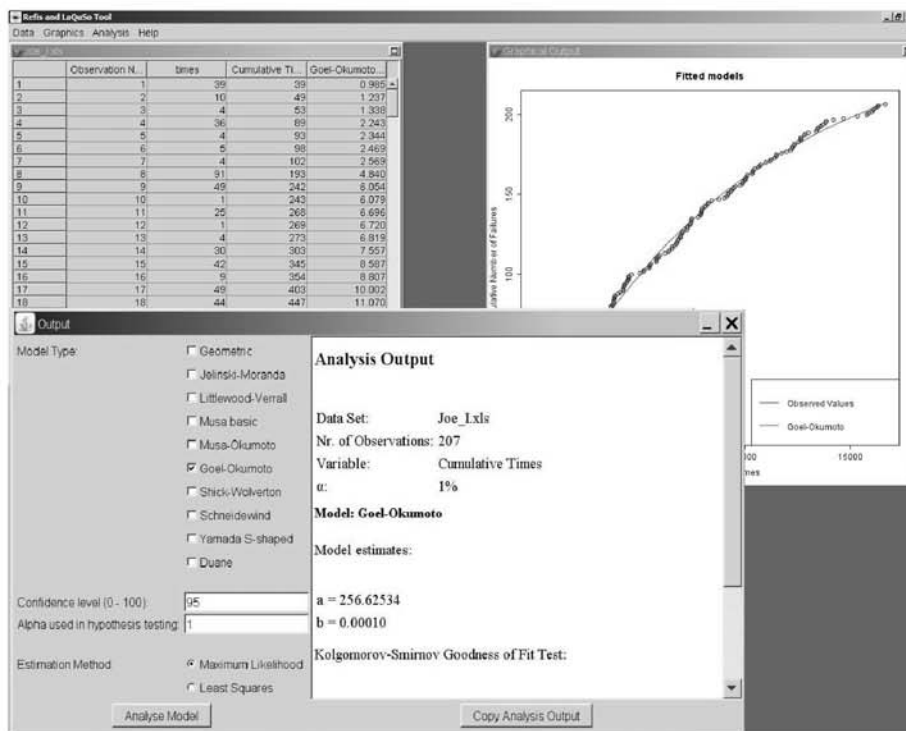 Refis and LaQuSo Tool
Data Graphics Analysis Help
Joe_Lxls
Observation N... times Cumulative Ti... Goel-Okumoto...
1 1 39 39 0.985
2 2 10 49 1.237
3 3 4 53 1.338
4 4 36 89 2.243
5 5 4 93 2.344
6 6 5 98 2.469
7 7 4 102 2.569
8 8 91 193 4.840
9 9 49 242 6.054
10 10 1 243 6.079
11 11 25 268 6.696
12 12 1 269 6.720
13 13 4 273 6.819
14 14 30 303 7.557
15 15 42 345 8.587
16 16 9 354 8.807
17 17 49 403 10.002
18 18 44 447 11.070
Graphical Output
Fitted models
200
150
100
Number of Failures
Observed Values
Goel-Okumoto
15000
Output
Model Type:
Geometric
Jelinski-Moranda
Littlewood-Verrall
Musa basic
Musa-Okumoto
Goel-Okumoto
Shick-Wolverton
Schneidewind
Yamada S-shaped
Duane
Confidence level (0 - 100): 95
Alpha used in hypothesis testing: 1
Estimation Method
Maximum Likelihood
Least Squares
Analyse Model
Analysis Output
Data Set: Joe_Lxls
Nr. of Observations: 207
Variable: Cumulative Times
α: 1%
Model: Goel-Okumoto
Model estimates:
a = 256.62534
b = 0.00010
Kolgomorov-Smirnov Goodness of Fit Test:
Copy Analysis Output